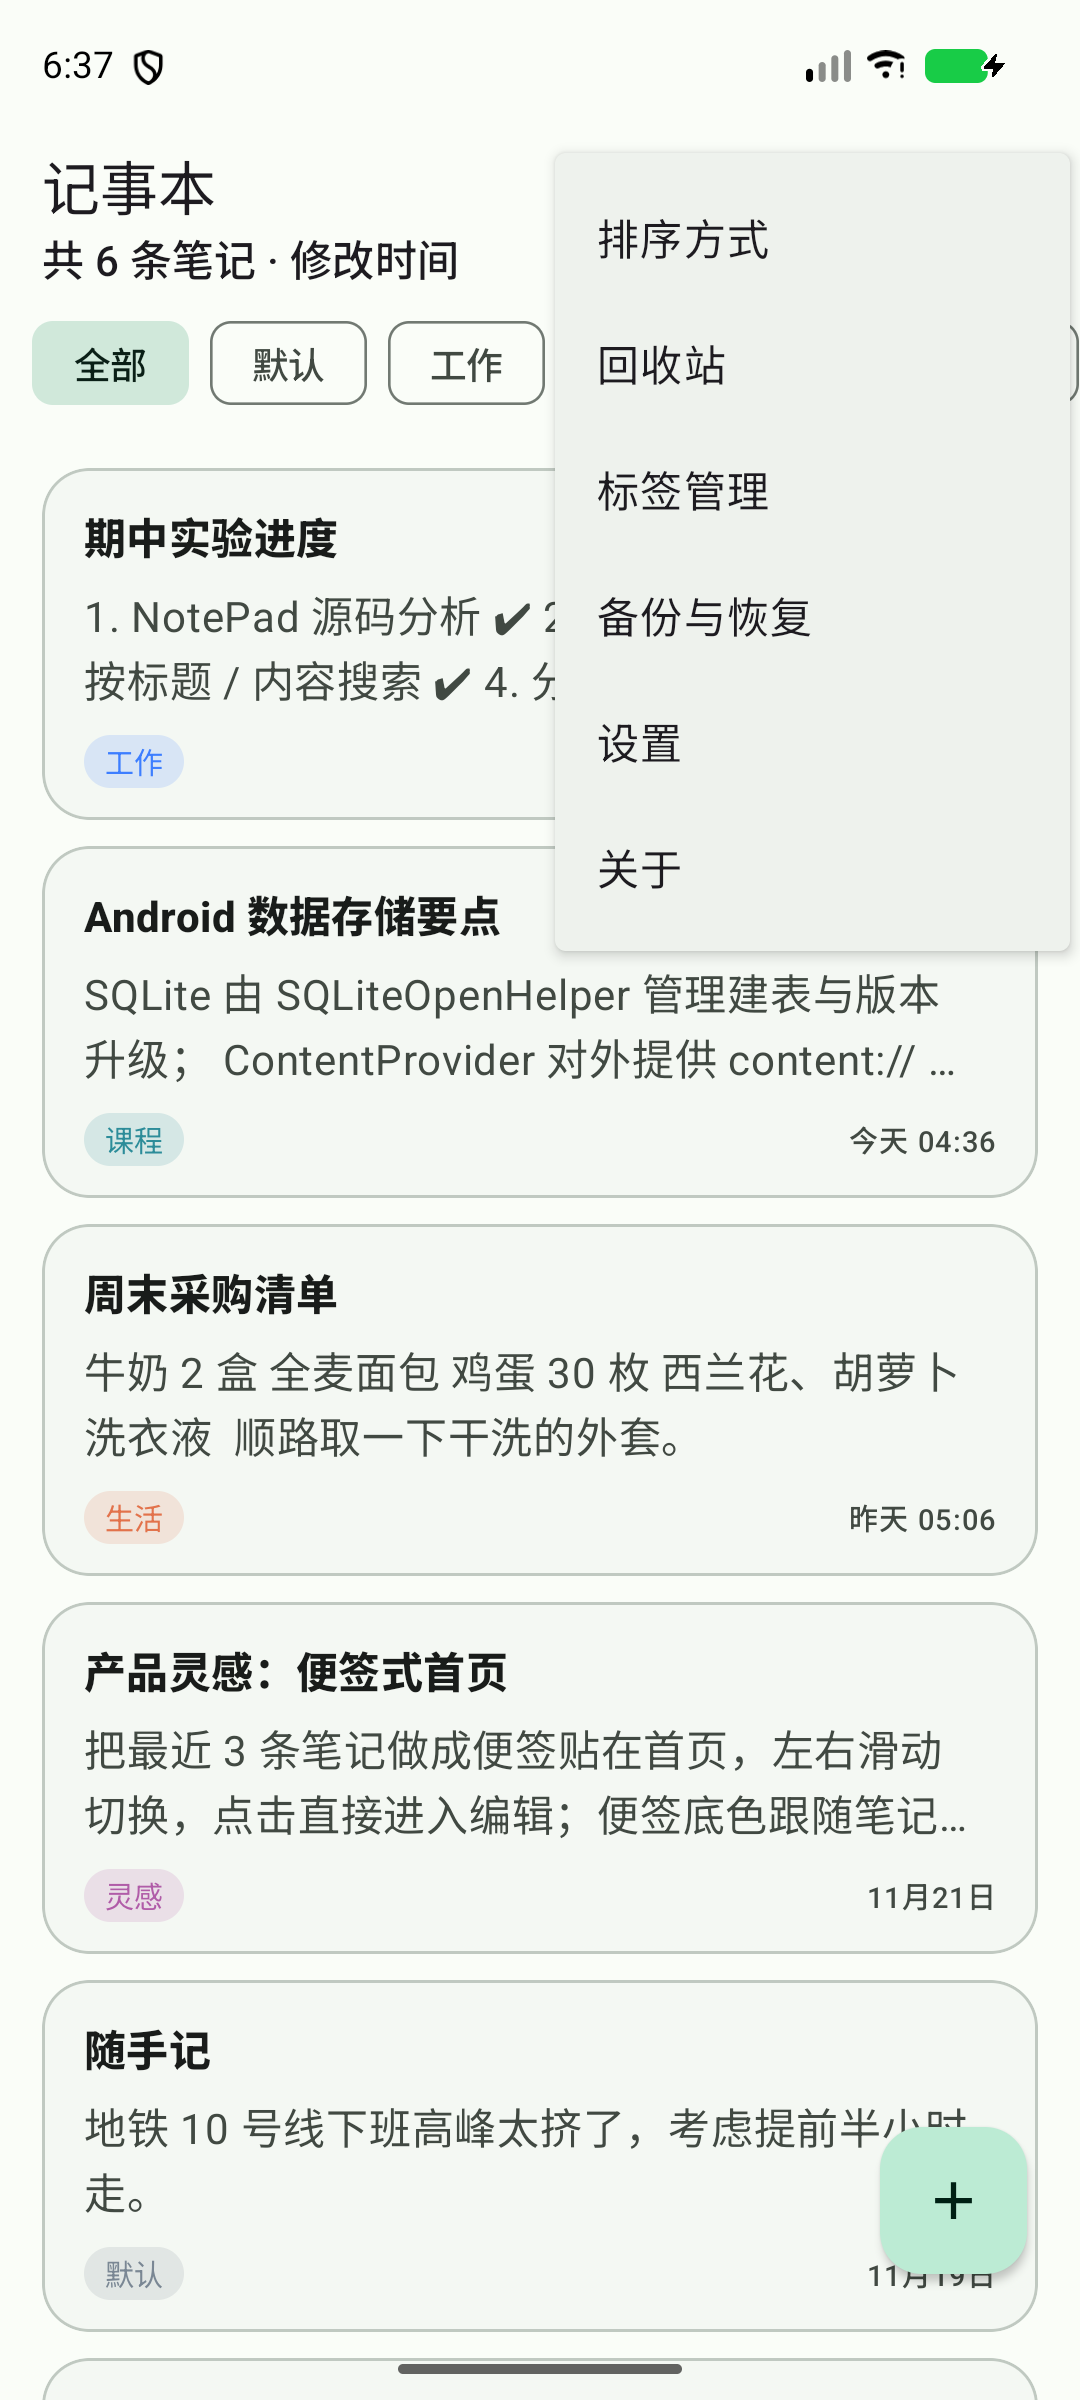 6:37
记事本
共 6 条笔记 · 修改时间
全部
默认
工作
排序方式
回收站
标签管理
备份与恢复
设置
关于
期中实验进度
1. NotePad 源码分析 ✔ 2
按标题 / 内容搜索 ✔ 4.
工作
Android 数据存储要点
SQLite 由 SQLiteOpenHelper 管理建表与版本
升级； ContentProvider 对外提供 content:// …
课程
今天 04:36
周末采购清单
牛奶 2 盒 全麦面包 鸡蛋 30 枚 西兰花、胡萝卜
洗衣液 顺路取一下干洗的外套。
生活
昨天 05:06
产品灵感：便签式首页
把最近 3 条笔记做成便签贴在首页，左右滑动
切换，点击直接进入编辑；便签底色跟随笔记…
灵感
11月21日
随手记
地铁 10 号线下班高峰太挤了，考虑提前半小时
走。
默认
11月19日